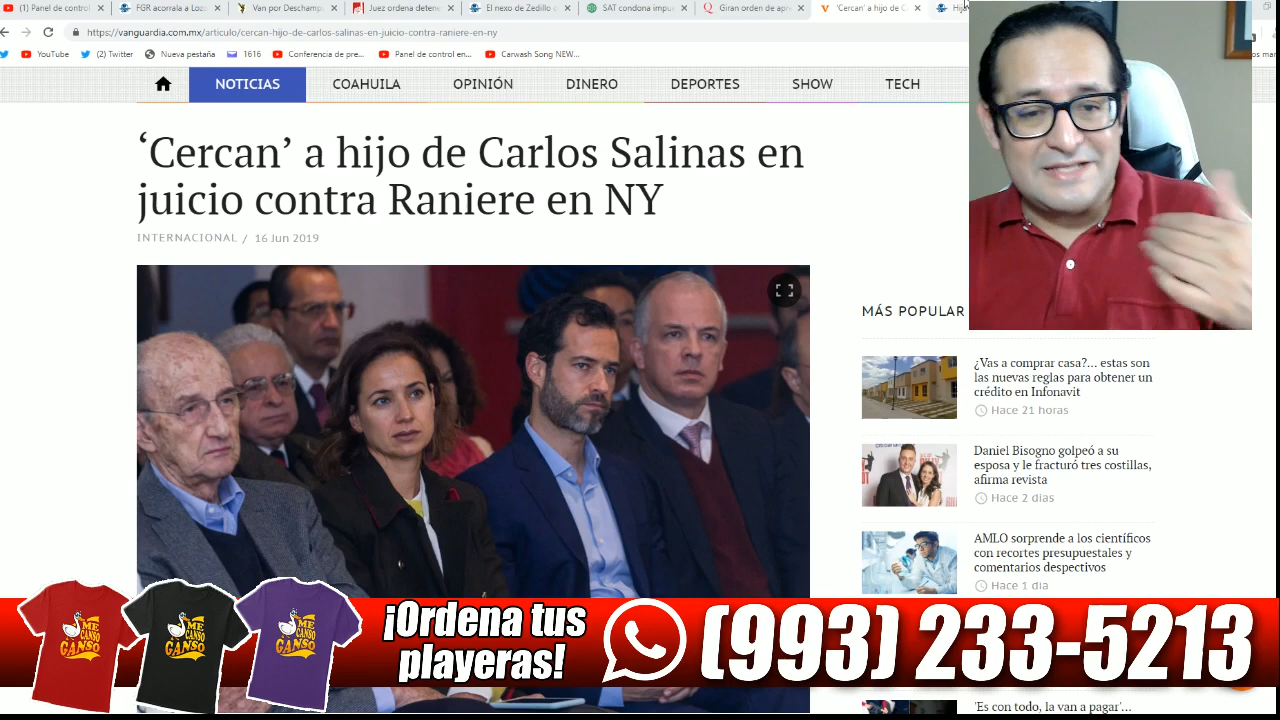 (1) Panel de control
FGR acorrala a Loza
Van por Deschamp
Juez ordena detene
El nexo de Zedillo c
SAT condona impu
Giran orden de apr
'Cercan' a hijo de C
https://vanguardia.com.mx/articulo/cercan-hijo-de-carlos-salinas-en-juicio-contra-raniere-en-ny
YouTube
(2) Twitter
Nueva pestaña
1616
Conferencia de pre...
Panel de control en...
Carwash Song NEW...
NOTICIAS
COAHUILA
OPINIÓN
DINERO
DEPORTES
SHOW
TECH
‘Cercan’ a hijo de Carlos Salinas en
juicio contra Raniere en NY
INTERNACIONAL / 16 Jun 2019
MÁS POPULAR
¿Vas a comprar casa?... estas son
las nuevas reglas para obtener un
crédito en Infonavit
Hace 21 horas
Daniel Bisogno golpeó a su
esposa y le fracturó tres costillas,
afirma revista
Hace 2 dias
AMLO sorprende a los científicos
con recortes presupuestales y
comentarios despectivos
Hace 1 dia
ME
CANSO
GANSO
ME
CANSO
GANSO
ME
CANSO
GANSO
¡Ordena tus
playeras!
(993) 233-5213
'Es con todo, la van a pagar'...